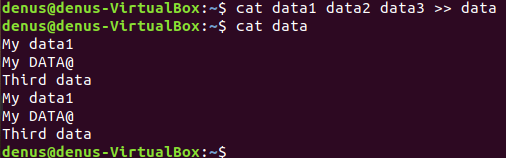 denus@denus-VirtualBox:~$ cat data1 data2 data3 >> data
denus@denus-VirtualBox:~$ cat data
My data1
My DATA@
Third data
My data1
My DATA@
Third data
denus@denus-VirtualBox:~$